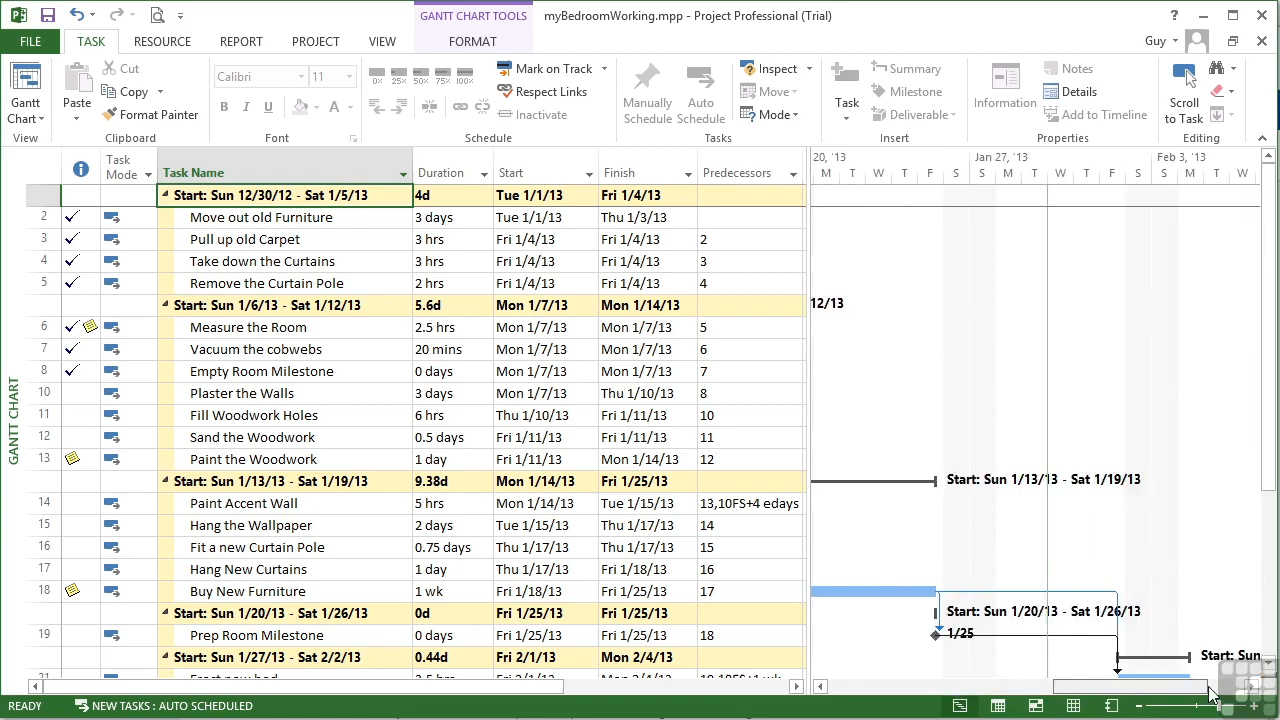 GANTT CHART TOOLS
myBedroomWorking.mpp - Project Professional (Trial)
FILE TASK RESOURCE REPORT PROJECT VIEW FORMAT
Guy
Gantt Chart
View
Paste
Cut
Copy
Format Painter
Clipboard
Calibri 11
B I U A
Font
0% 25% 50% 75% 100%
Mark on Track
Respect Links
Inactivate
Schedule
Manually Schedule
Auto Schedule
Inspect
Move
Mode
Tasks
Task
Summary
Milestone
Deliverable
Insert
Information
Notes
Details
Add to Timeline
Properties
Scroll to Task
Editing
Task Mode Task Name Duration Start Finish Predecessors
20, '13 Jan 27, '13 Feb 3, '13
M T W T F S S M T W T F S S M T W
Start: Sun 12/30/12 - Sat 1/5/13 4d Tue 1/1/13 Fri 1/4/13
2 Move out old Furniture 3 days Tue 1/1/13 Thu 1/3/13
3 Pull up old Carpet 3 hrs Fri 1/4/13 Fri 1/4/13 2
4 Take down the Curtains 3 hrs Fri 1/4/13 Fri 1/4/13 3
5 Remove the Curtain Pole 2 hrs Fri 1/4/13 Fri 1/4/13 4
Start: Sun 1/6/13 - Sat 1/12/13 5.6d Mon 1/7/13 Mon 1/14/13 12/13
6 Measure the Room 2.5 hrs Mon 1/7/13 Mon 1/7/13 5
7 Vacuum the cobwebs 20 mins Mon 1/7/13 Mon 1/7/13 6
8 Empty Room Milestone 0 days Mon 1/7/13 Mon 1/7/13 7
10 Plaster the Walls 3 days Mon 1/7/13 Thu 1/10/13 8
11 Fill Woodwork Holes 6 hrs Thu 1/10/13 Fri 1/11/13 10
12 Sand the Woodwork 0.5 days Fri 1/11/13 Fri 1/11/13 11
13 Paint the Woodwork 1 day Fri 1/11/13 Mon 1/14/13 12
Start: Sun 1/13/13 - Sat 1/19/13 9.38d Mon 1/14/13 Fri 1/25/13 Start: Sun 1/13/13 - Sat 1/19/13
14 Paint Accent Wall 5 hrs Mon 1/14/13 Tue 1/15/13 13,10FS+4 edays
15 Hang the Wallpaper 2 days Tue 1/15/13 Thu 1/17/13 14
16 Fit a new Curtain Pole 0.75 days Thu 1/17/13 Thu 1/17/13 15
17 Hang New Curtains 1 day Thu 1/17/13 Fri 1/18/13 16
18 Buy New Furniture 1 wk Fri 1/18/13 Fri 1/25/13 17
Start: Sun 1/20/13 - Sat 1/26/13 0d Fri 1/25/13 Fri 1/25/13 Start: Sun 1/20/13 - Sat 1/26/13
19 Prep Room Milestone 0 days Fri 1/25/13 Fri 1/25/13 18 1/25
Start: Sun 1/27/13 - Sat 2/2/13 0.44d Fri 2/1/13 Mon 2/4/13 Start: Sun
GANTT CHART
READY NEW TASKS : AUTO SCHEDULED